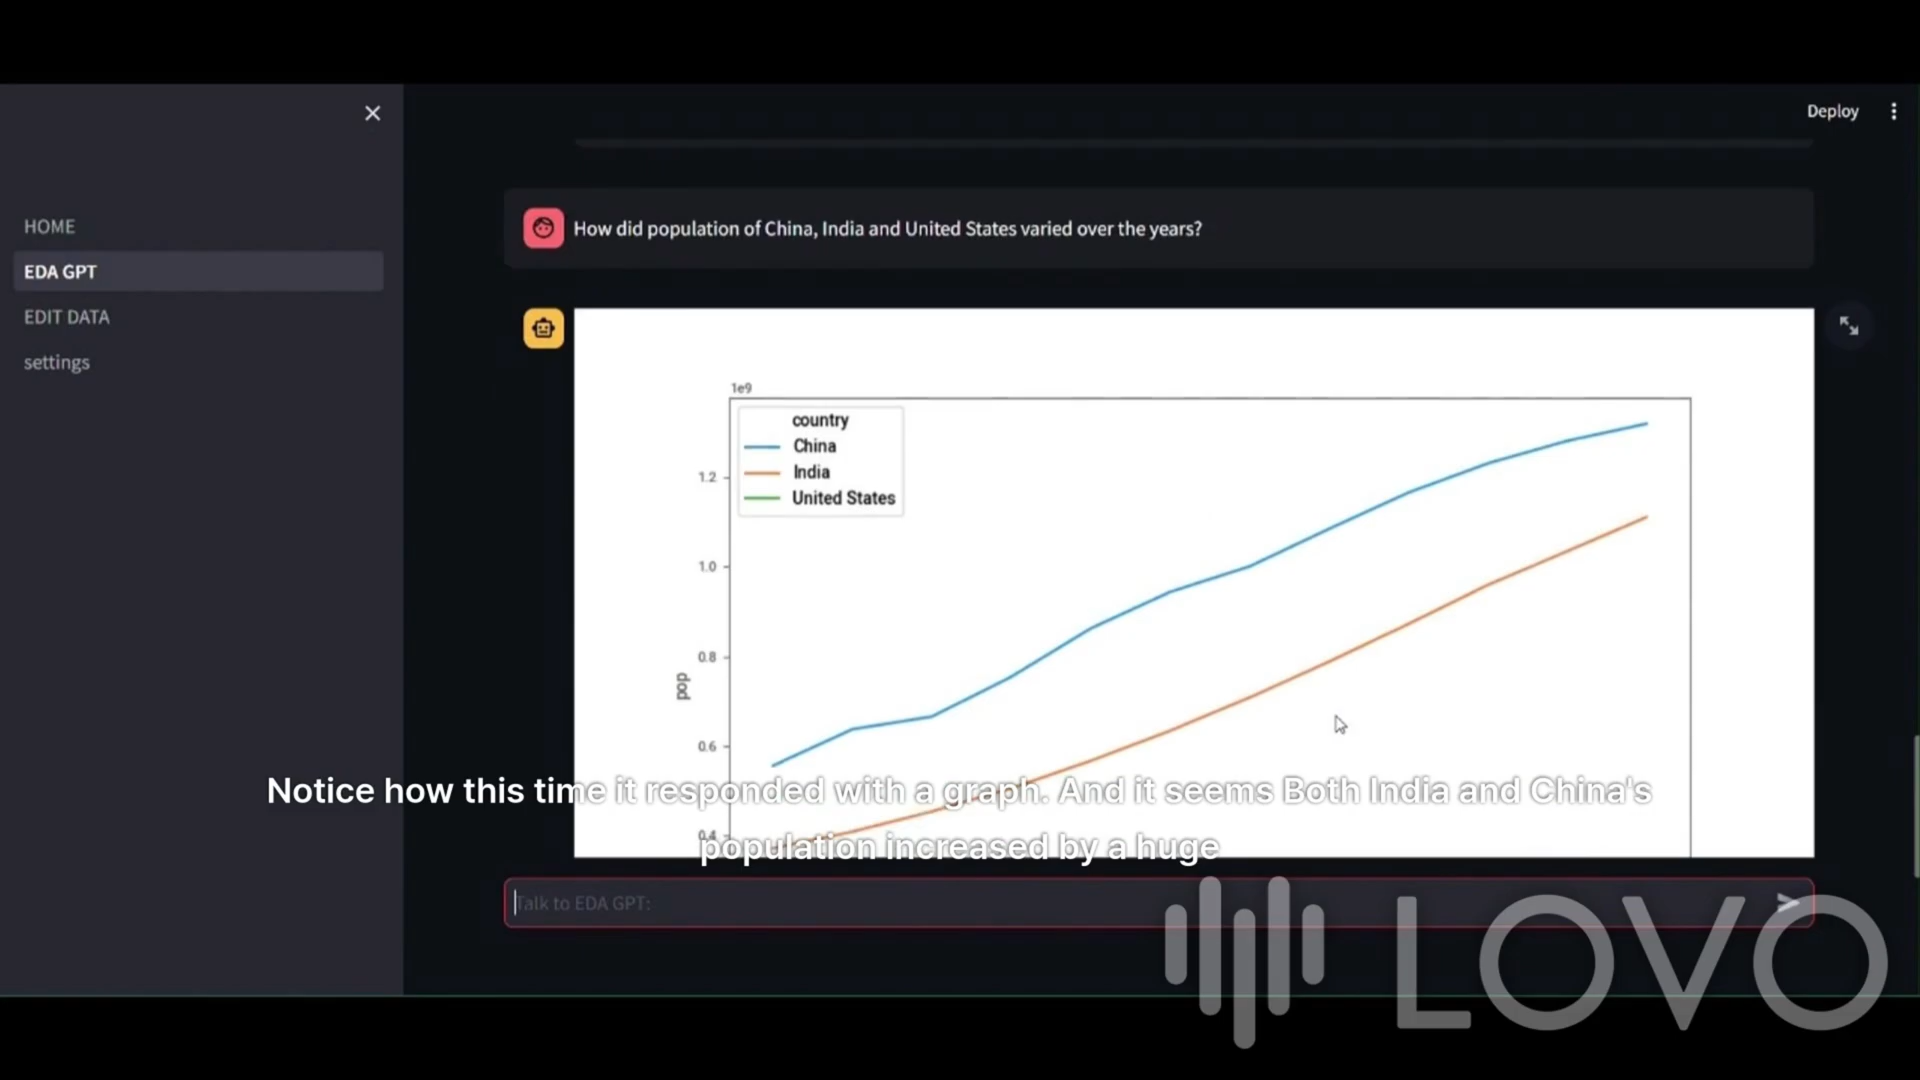 Deploy
HOME
EDA GPT
EDIT DATA
settings
How did population of China, India and United States varied over the years?
1e9
country
China
India
United States
1.2
1.0
0.8
pop
0.6
0.4
Notice how this time it responded with a graph. And it seems Both India and China's
population increased by a huge
Talk to EDA GPT:
LOVO